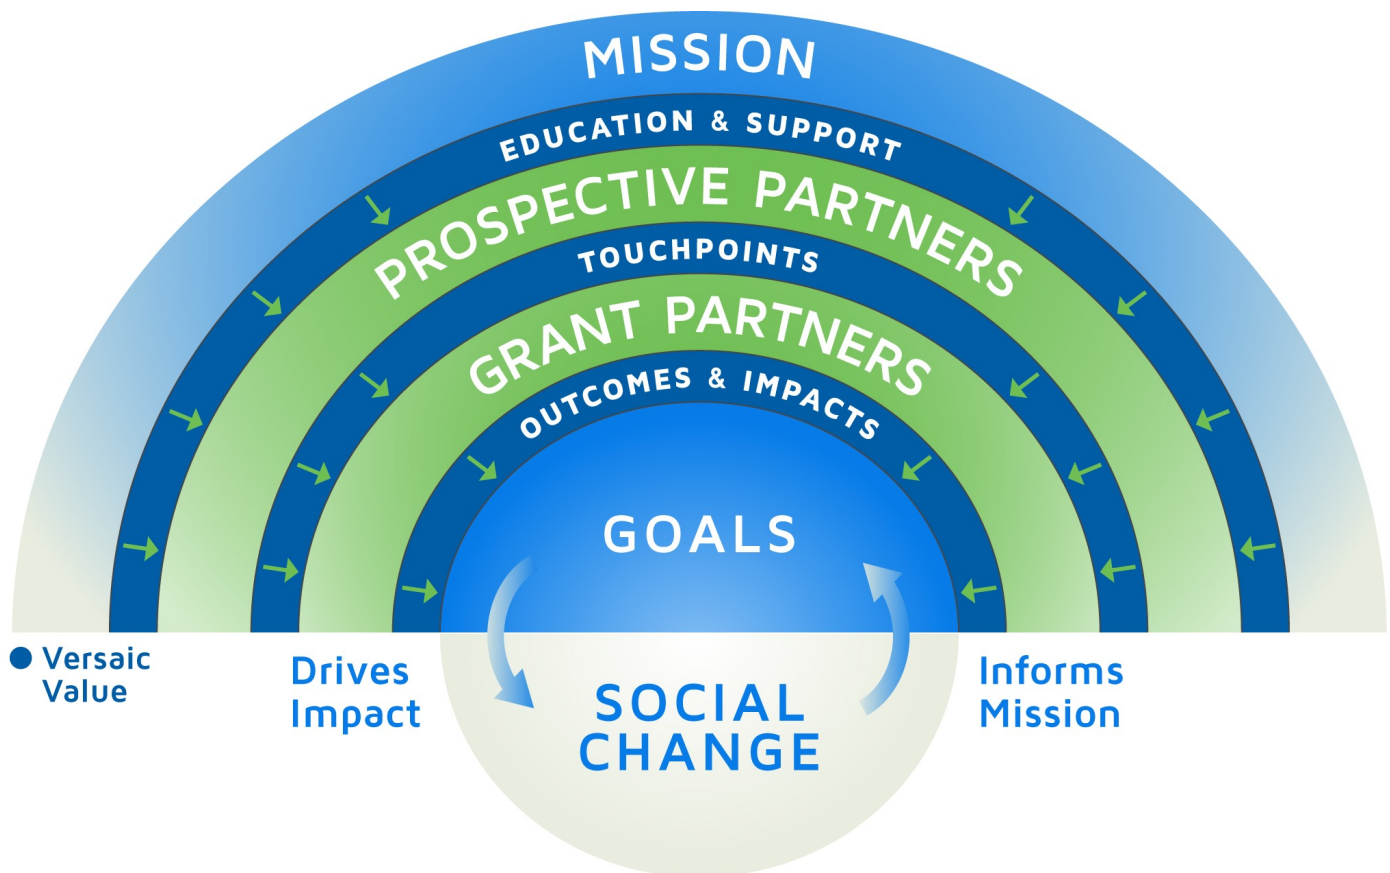 MISSION
EDUCATION & SUPPORT
PROSPECTIVE PARTNERS
TOUCHPOINTS
GRANT PARTNERS
OUTCOMES & IMPACTS
GOALS
Versaic
Value
Drives
Impact
SOCIAL
CHANGE
Informs
Mission